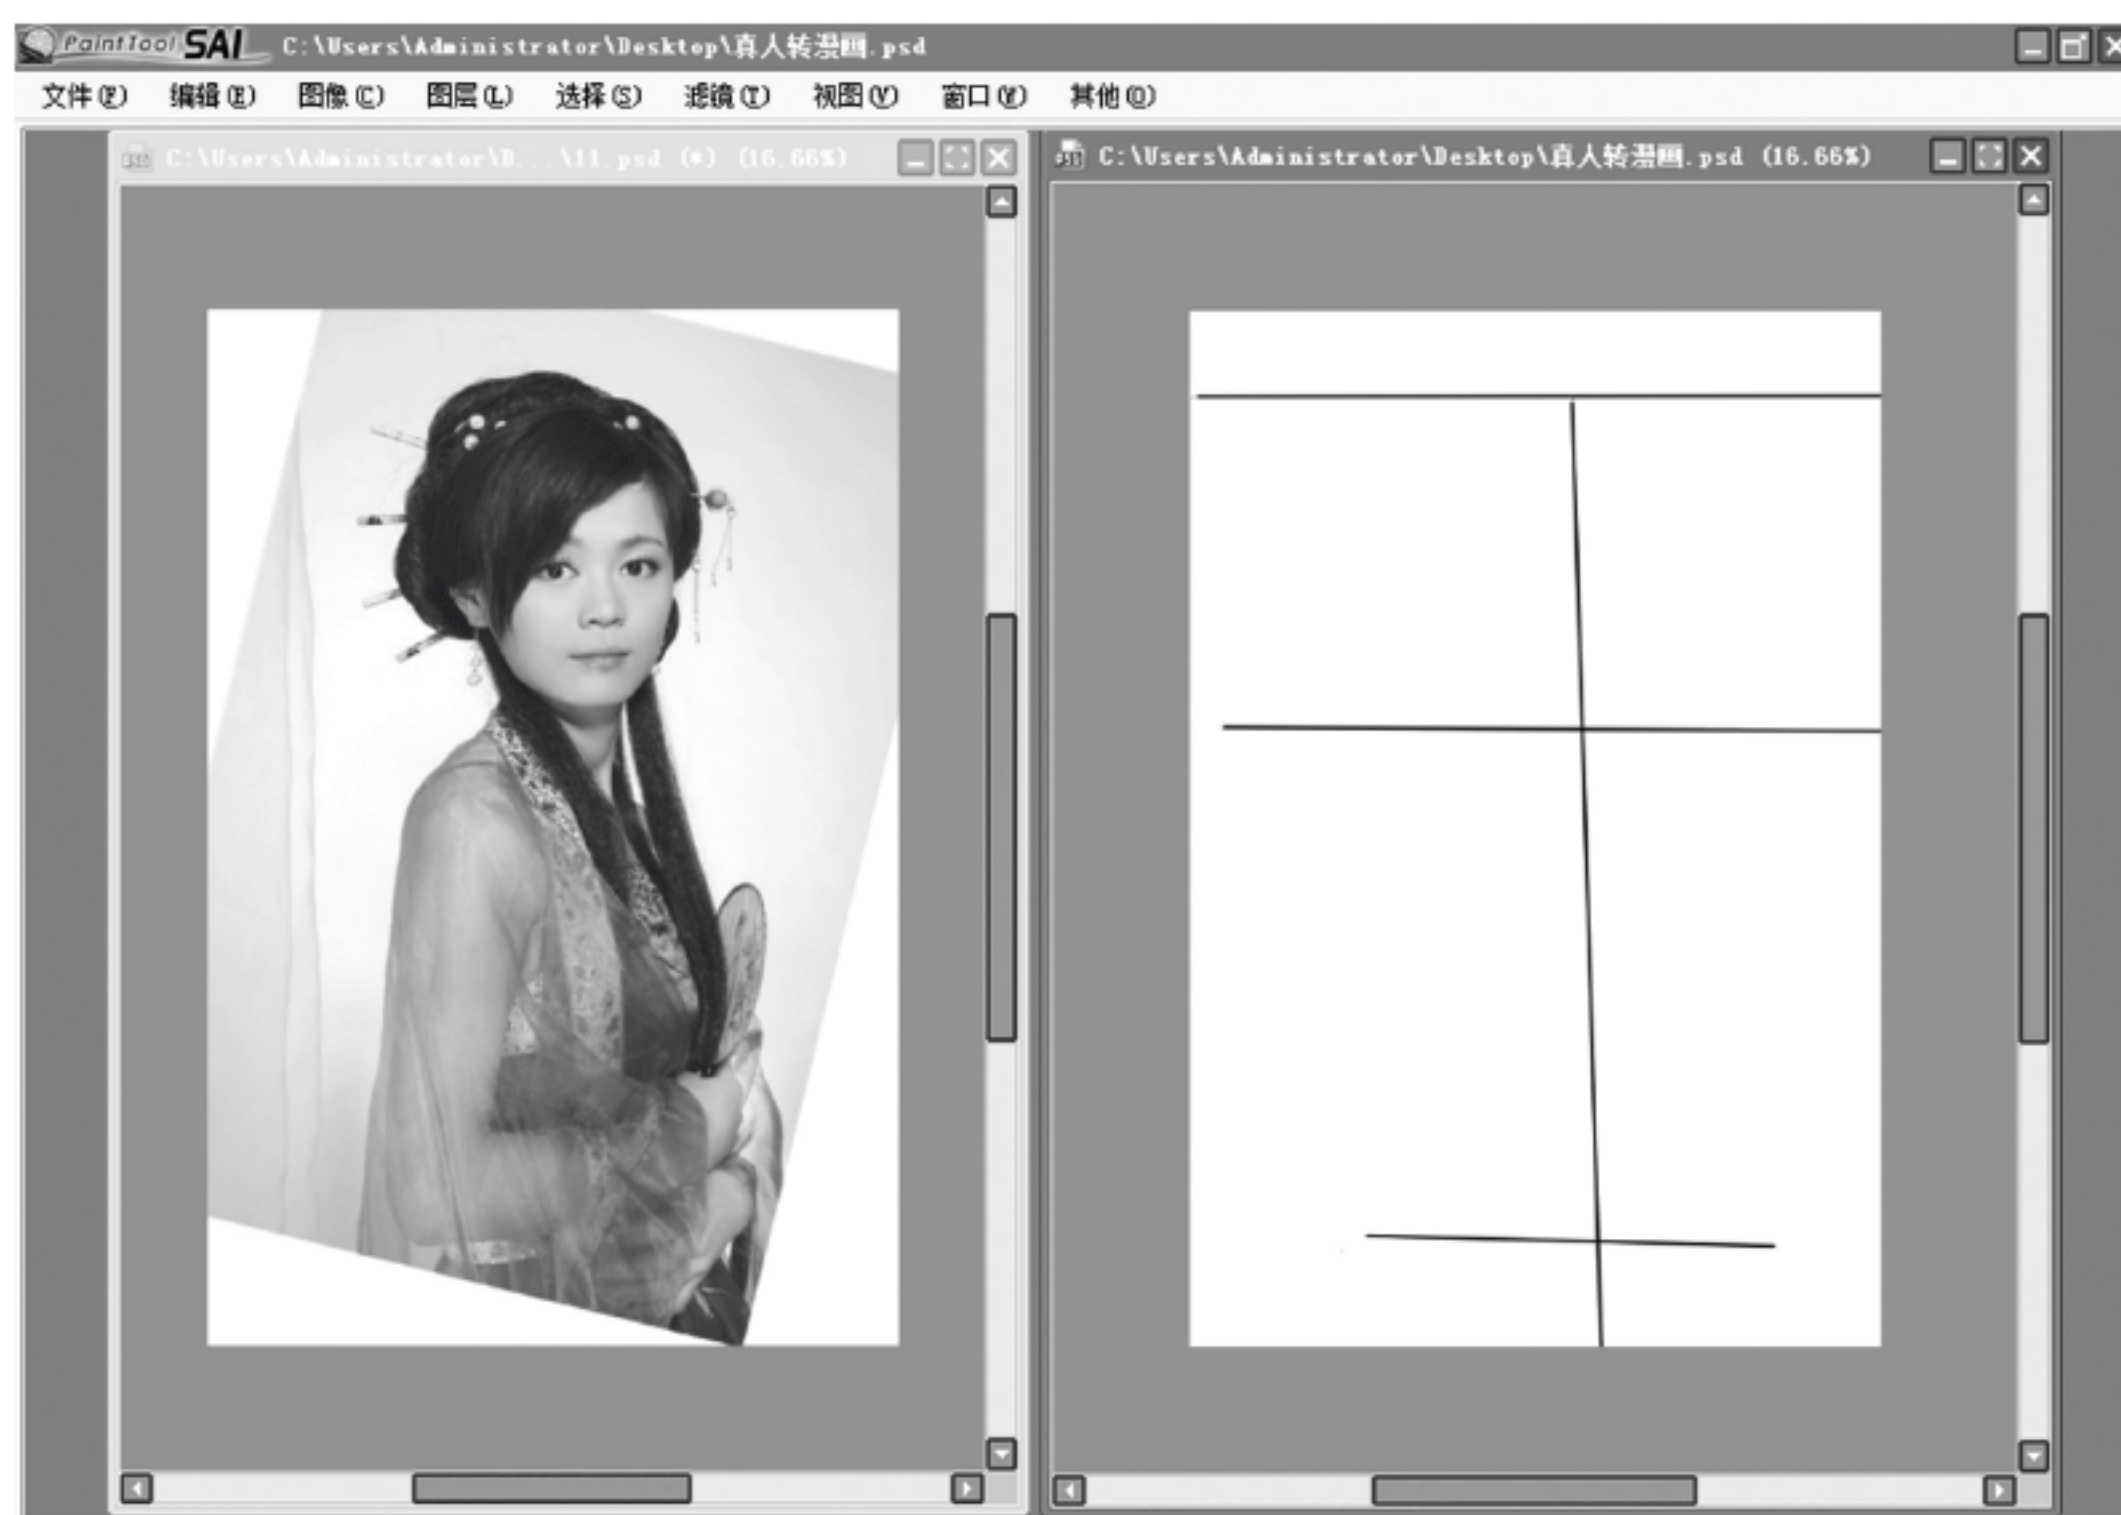 PaintTool SAI C:\Users\Administrator\Desktop\真人转漫画.psd
文件(F) 编辑(E) 图像(C) 图层(L) 选择(S) 滤镜(T) 视图(V) 窗口(W) 其他(O)
C:\Users\Administrator\D...\11.psd (*) (16.66%)
C:\Users\Administrator\Desktop\真人转漫画.psd (16.66%)